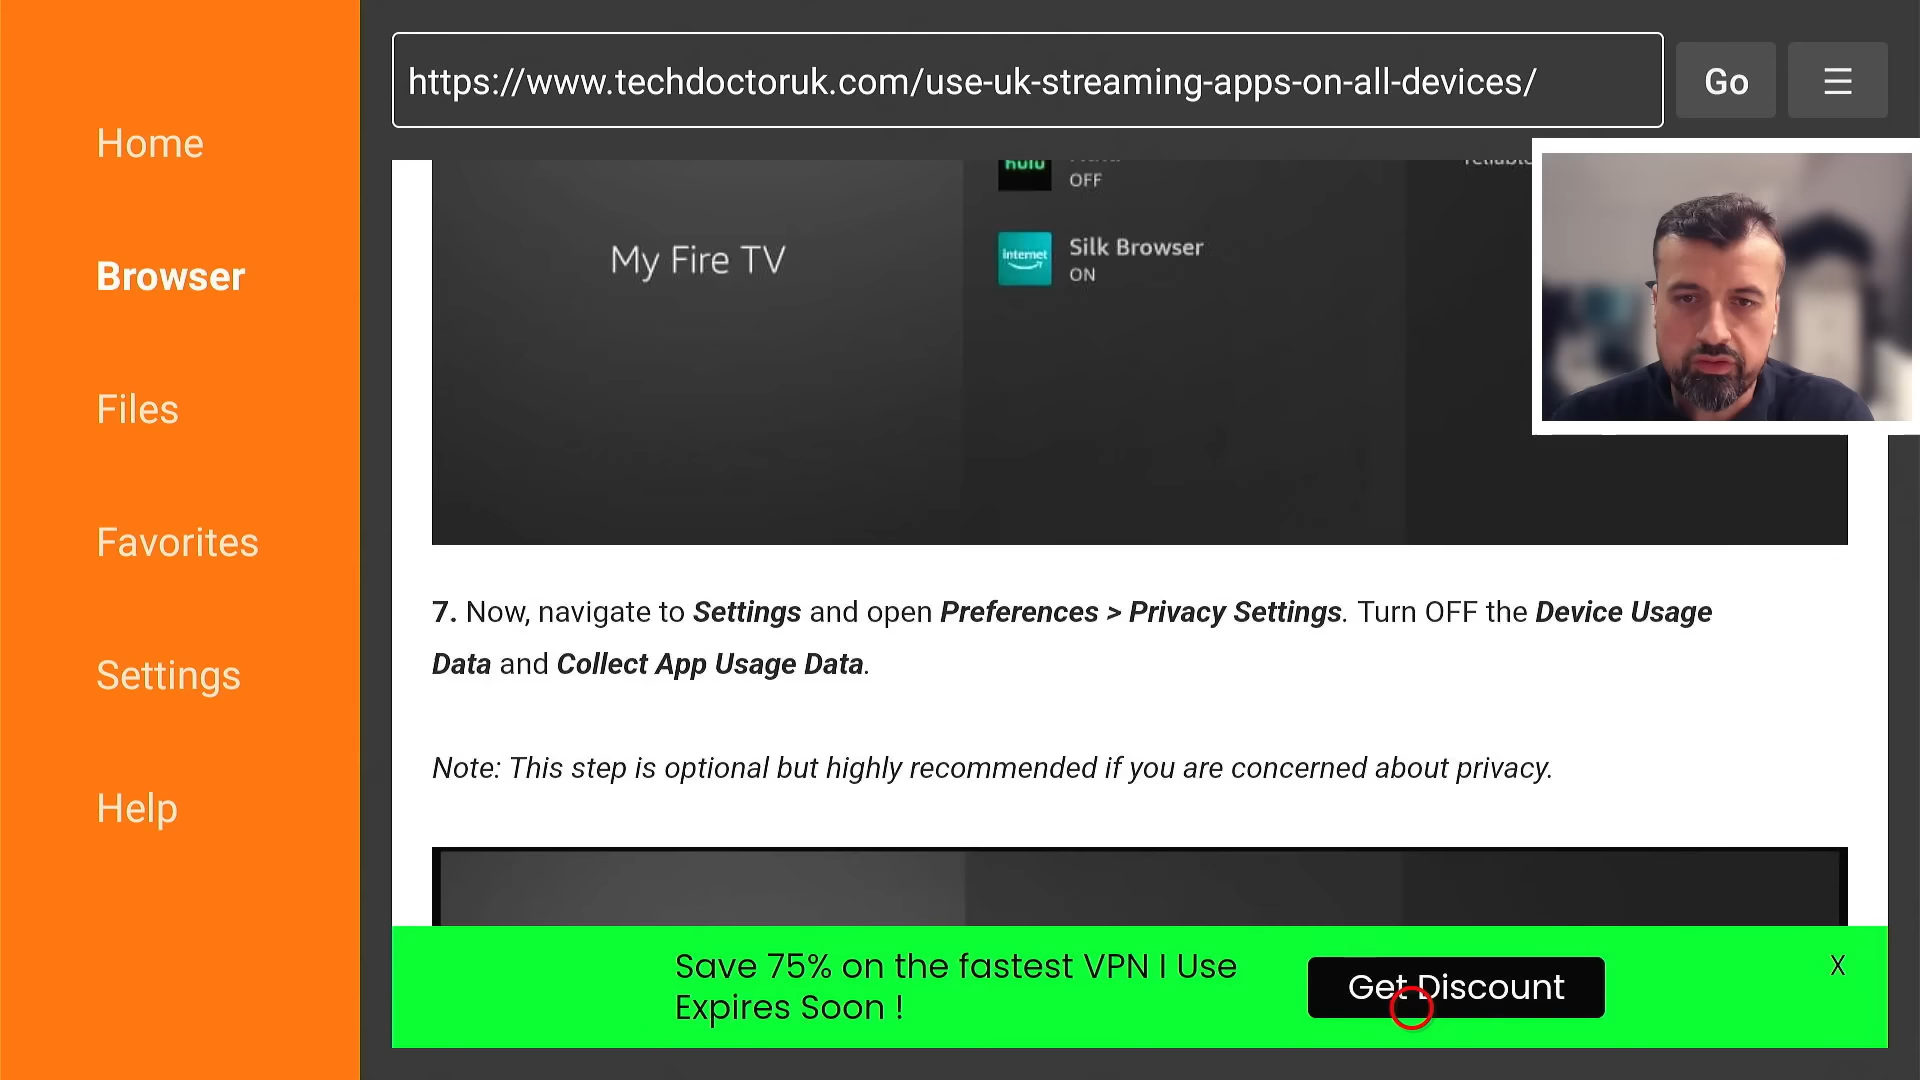 Home
Browser
Files
Favorites
Settings
Help
https://www.techdoctoruk.com/use-uk-streaming-apps-on-all-devices/
Go
hulu
OFF
My Fire TV
internet
Silk Browser
ON
7. Now, navigate to Settings and open Preferences > Privacy Settings. Turn OFF the Device Usage
Data and Collect App Usage Data.
Note: This step is optional but highly recommended if you are concerned about privacy.
Save 75% on the fastest VPN I Use
Expires Soon !
Get Discount
X